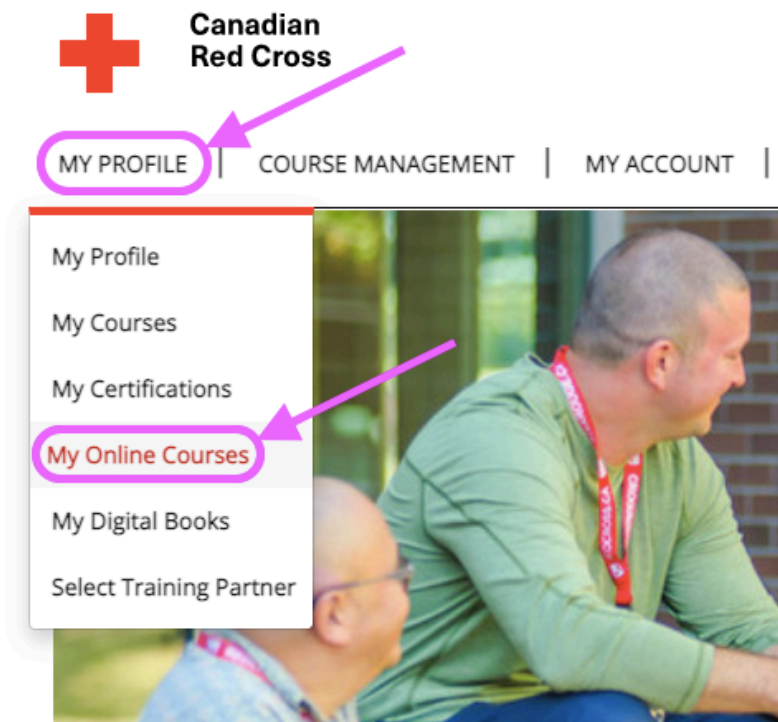 Canadian
Red Cross
MY PROFILE | COURSE MANAGEMENT | MY ACCOUNT |
My Profile
My Courses
My Certifications
My Online Courses
My Digital Books
Select Training Partner